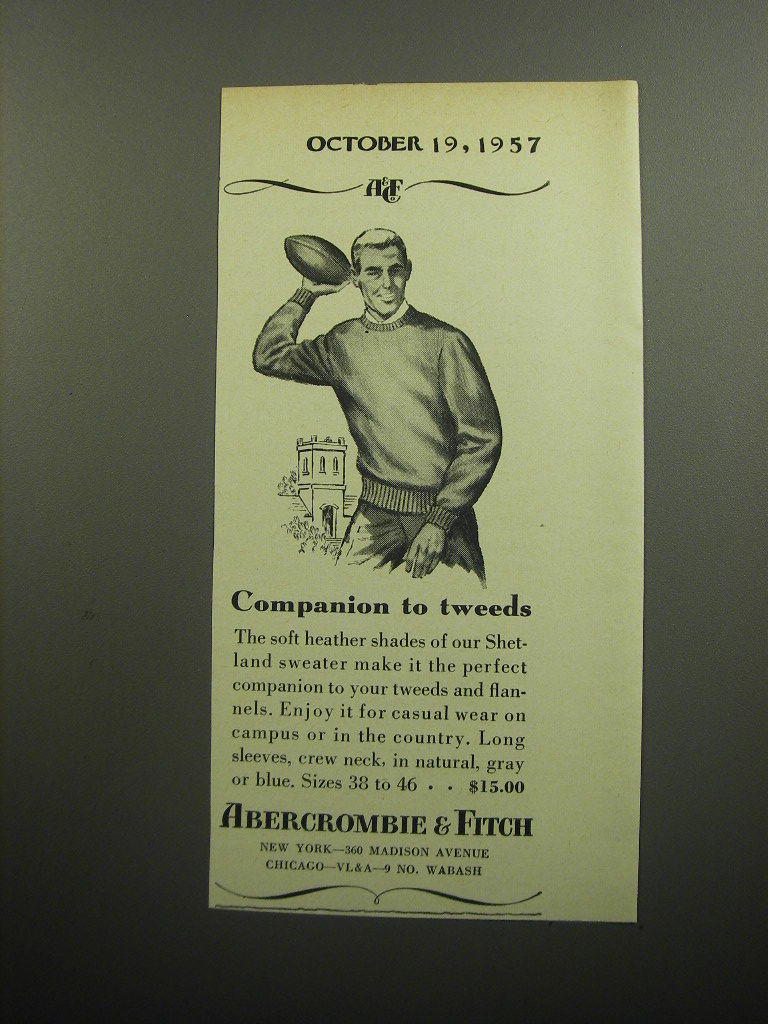 OCTOBER 19, 1957
A&F Co
Companion to tweeds
The soft heather shades of our Shet-
land sweater make it the perfect
companion to your tweeds and flan-
nels. Enjoy it for casual wear on
campus or in the country. Long
sleeves, crew neck, in natural, gray
or blue. Sizes 38 to 46 . . $15.00
ABERCROMBIE & FITCH
NEW YORK—360 MADISON AVENUE
CHICAGO—VL&A—9 NO. WABASH